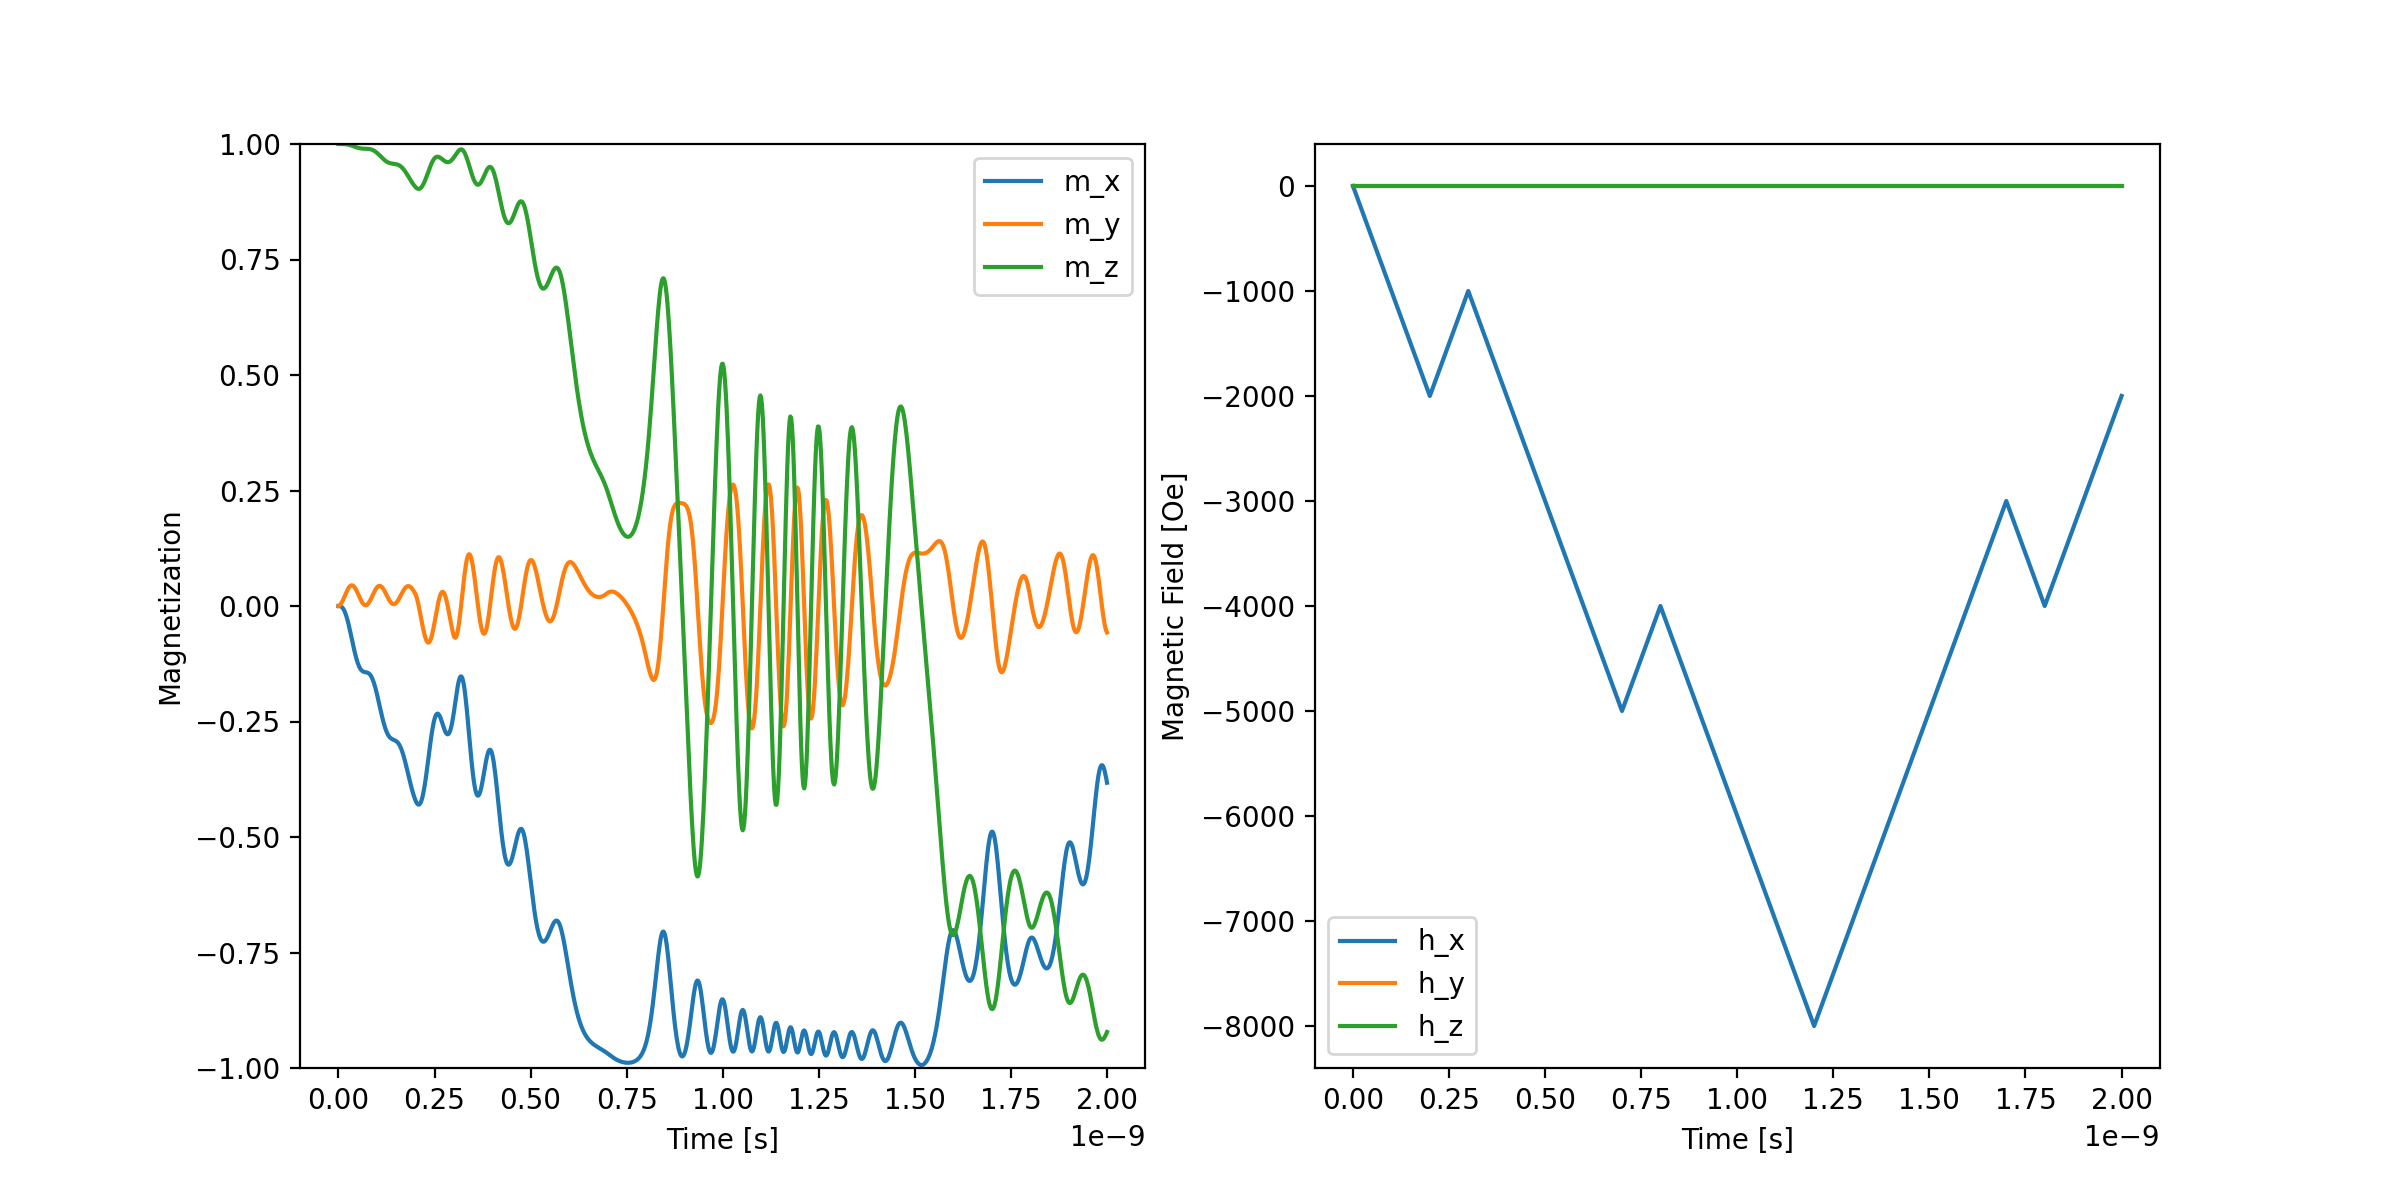 1.00
0.75
0.50
0.25
0.00
−0.25
−0.50
−0.75
−1.00
Magnetization
m_x
m_y
m_z
0.00 0.25 0.50 0.75 1.00 1.25 1.50 1.75 2.00
Time [s]
1e−9
0
−1000
−2000
−3000
−4000
−5000
−6000
−7000
−8000
Magnetic Field [Oe]
h_x
h_y
h_z
0.00 0.25 0.50 0.75 1.00 1.25 1.50 1.75 2.00
Time [s]
1e−9